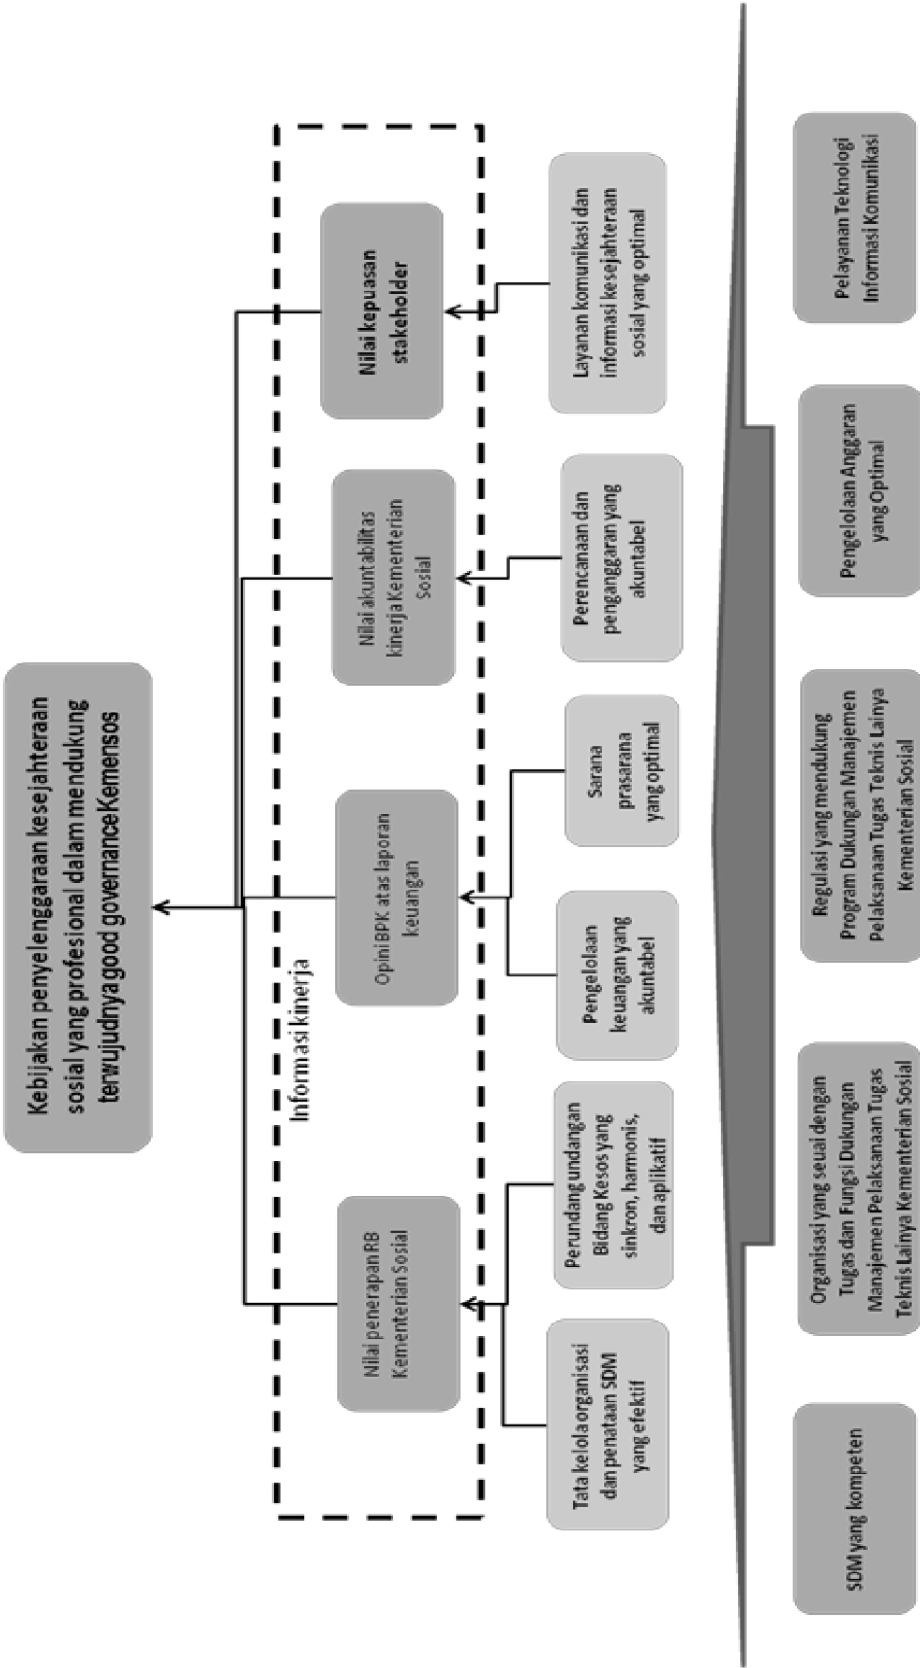 Kebijakan penyelenggaraan kesejahteraan
sosial yang profesional dalam mendukung
terwujudnya good governance Kemensos
Informasi kinerja
Nilai penerapan RB
Kementerian Sosial
Opini BPK atas laporan
keuangan
Nilai akuntabilitas
kinerja Kementerian
Sosial
Nilai kepuasan
stakeholder
Tata kelola organisasi
dan penataan SDM
yang efektif
Perundang undangan
Bidang Kesos yang
sinkron, harmonis,
dan aplikatif
Pengelolaan
keuangan yang
akuntabel
Sarana
prasarana
yang optimal
Perencanaan dan
penganggaran yang
akuntabel
Layanan komunikasi dan
informasi kesejahteraan
sosial yang optimal
SDM yang kompeten
Organisasi yang seuai dengan
Tugas dan Fungsi Dukungan
Manajemen Pelaksanaan Tugas
Teknis Lainya Kementerian Sosial
Regulasi yang mendukung
Program Dukungan Manajemen
Pelaksanaan Tugas Teknis Lainya
Kementerian Sosial
Pengelolaan Anggaran
yang Optimal
Pelayanan Teknologi
Informasi Komunikasi